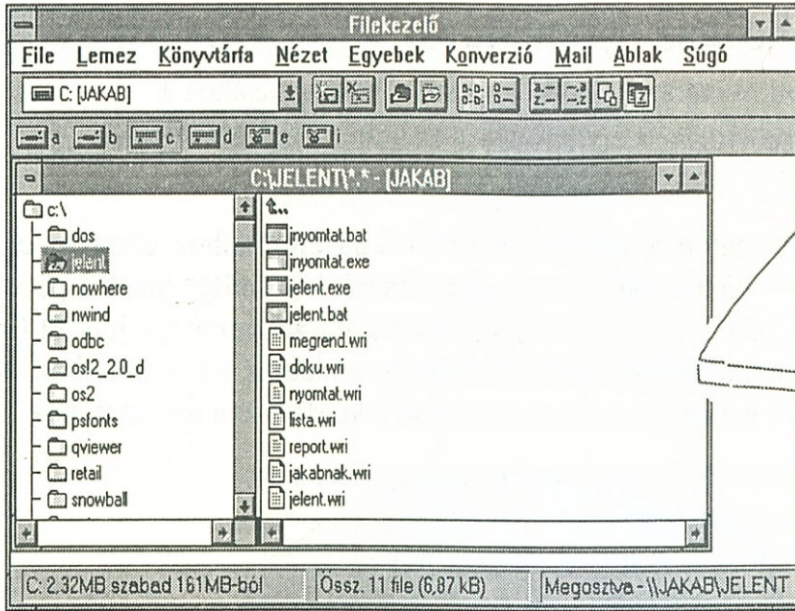 Filekezelő
File Lemez Könyvtárfa Nézet Egyebek Konverzió Mail Ablak Súgó
C: [JAKAB]
a b c d e i
C:\JELENT\*.* - [JAKAB]
c:\
dos
jelent
nowhere
nwind
odbc
os!2_2.0_d
os2
psfonts
qviewer
retail
snowball
jnyomtat.bat
jnyomtat.exe
jelent.exe
jelent.bat
megrend.wri
doku.wri
nyomtat.wri
lista.wri
report.wri
jakabnak.wri
jelent.wri
C: 2,32MB szabad 161MB-ból
Össz. 11 file (6,87 kB)
Megosztva - \\JAKAB\JELENT